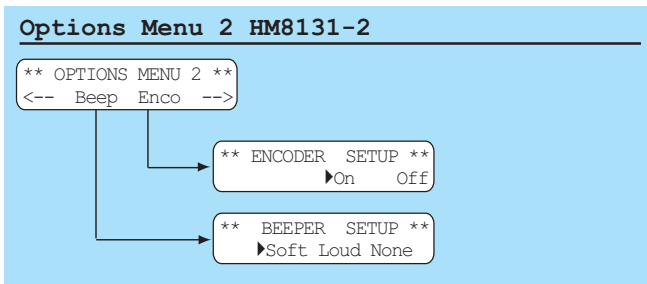 Options Menu 2 HM8131-2
** OPTIONS MENU 2 **
<-- Beep Enco -->
** ENCODER SETUP **
▶On Off
** BEEPER SETUP **
▶Soft Loud None